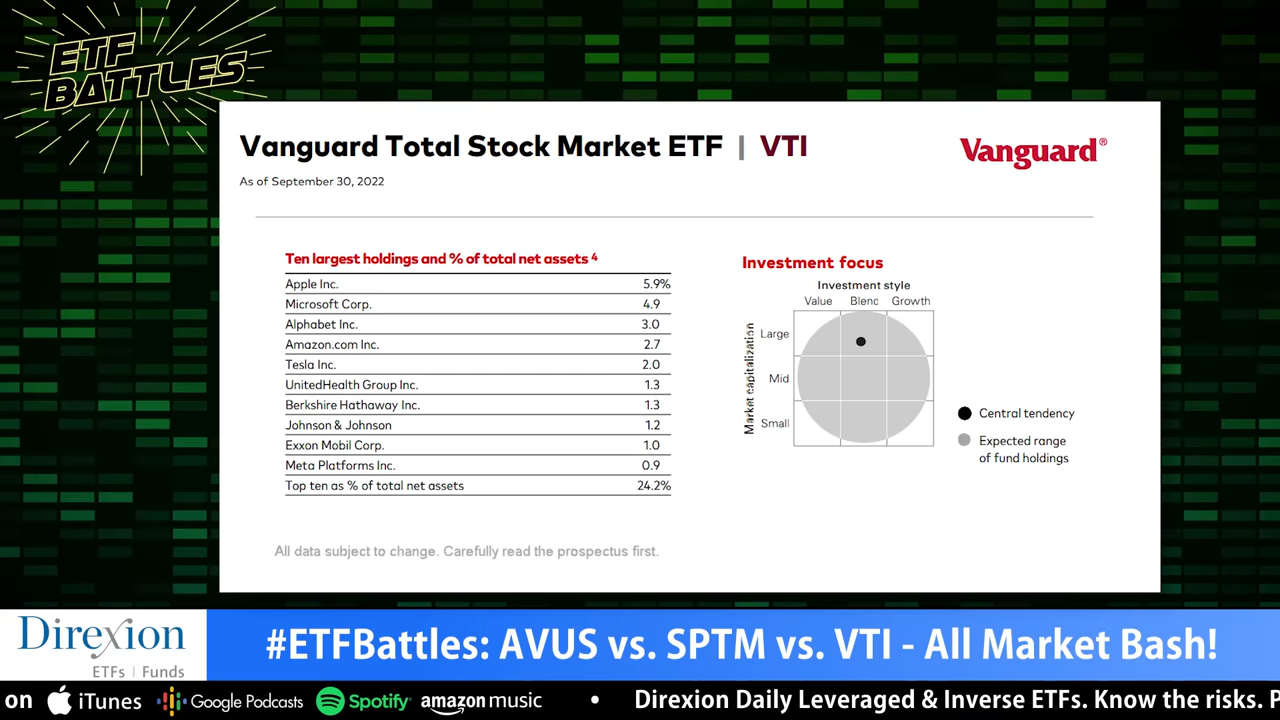 ETF
BATTLES
Vanguard Total Stock Market ETF | VTI
Vanguard®
As of September 30, 2022
Ten largest holdings and % of total net assets 4
Apple Inc. 5.9%
Microsoft Corp. 4.9
Alphabet Inc. 3.0
Amazon.com Inc. 2.7
Tesla Inc. 2.0
UnitedHealth Group Inc. 1.3
Berkshire Hathaway Inc. 1.3
Johnson & Johnson 1.2
Exxon Mobil Corp. 1.0
Meta Platforms Inc. 0.9
Top ten as % of total net assets 24.2%
Investment focus
Investment style
Value Blend Growth
Market capitalization
Large
Mid
Small
Central tendency
Expected range
of fund holdings
All data subject to change. Carefully read the prospectus first.
Direxion
ETFs | Funds
#ETFBattles: AVUS vs. SPTM vs. VTI - All Market Bash!
on iTunes Google Podcasts Spotify amazon music • Direxion Daily Leveraged & Inverse ETFs. Know the risks. P